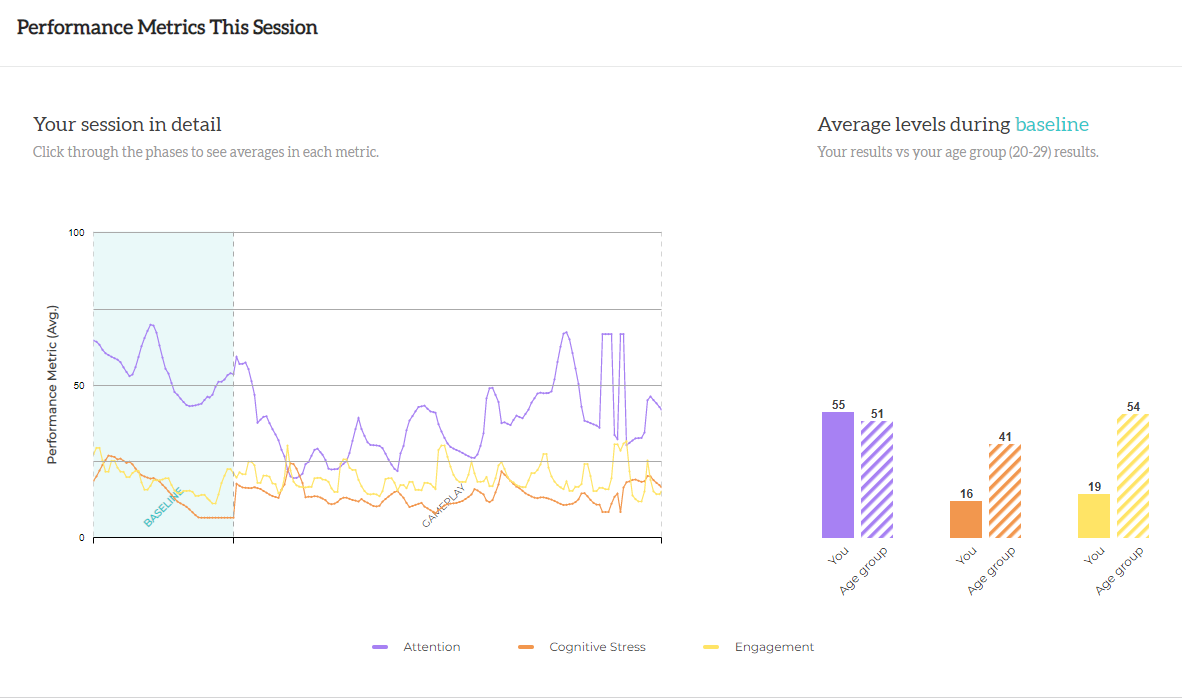 Performance Metrics This Session
Your session in detail
Click through the phases to see averages in each metric.
Average levels during baseline
Your results vs your age group (20-29) results.
Performance Metric (Avg.)
100
50
0
BASELINE
GAMEPLAY
55
51
16
41
19
54
You
Age group
You
Age group
You
Age group
Attention
Cognitive Stress
Engagement